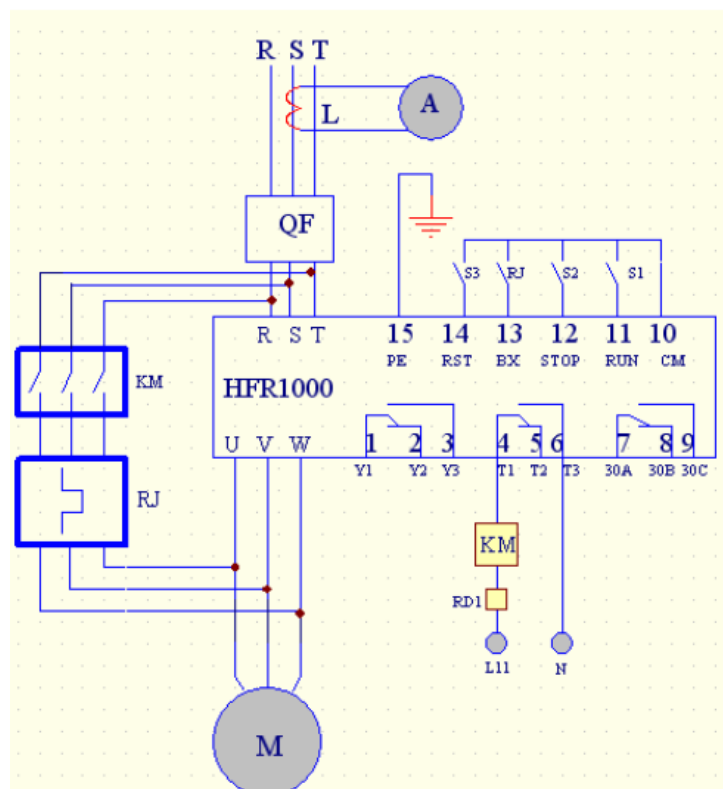 R S T
L
A
QF
S3 RJ S2 S1
R S T
15 14 13 12 11 10
PE RST BX STOP RUN CM
KM
HFR1000
U V W
1 2 3 4 5 6 7 8 9
Y1 Y2 Y3 T1 T2 T3 30A 30B 30C
RJ
KM
RD1
L11 N
M